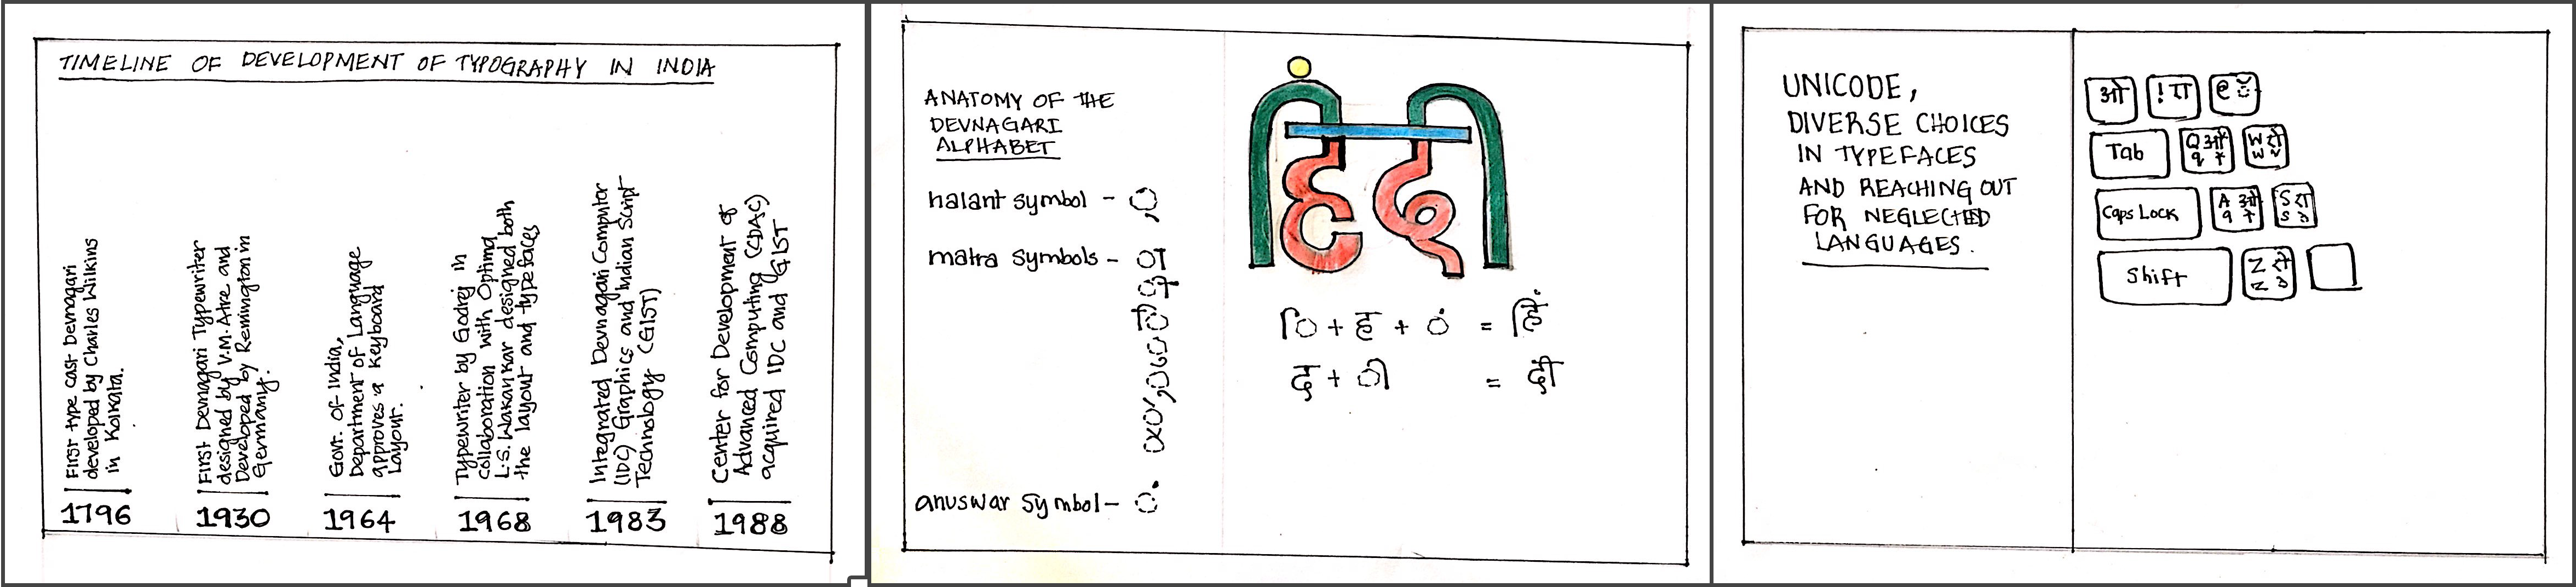 TIMELINE OF DEVELOPMENT OF TYPOGRAPHY IN INDIA
First type cast Devnagari
developed by Charles Wilkins
in Kolkata.
1796
First Devnagari Typewriter
designed by V.M. Atre and
Developed by Remington in
Germany.
1930
Govt. of India,
Department of Language
approves a Keyboard
Layout.
1964
Typewriter by Godrej in
collaboration with Optima
L.S. Wakankar designed both
the layout and typefaces
1968
Integrated Devnagari Computor
(IDC) Graphics and Indian Script
Technology (GIST)
1983
Center for Development of
Advanced Computing (CDAC)
acquired IDC and GIST
1988
ANATOMY OF THE
DEVNAGARI
ALPHABET
halant symbol - ्
matra symbols - ा
anuswar symbol - ं
हिंदी
ि + ह + ं = हिं
द + ी = दी
UNICODE,
DIVERSE CHOICES
IN TYPEFACES
AND REACHING OUT
FOR NEGLECTED
LANGUAGES.
ओ
Tab
Caps Lock
Shift